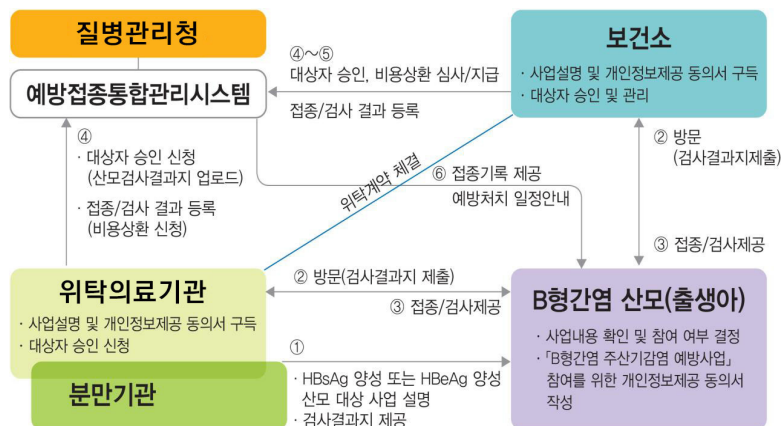 질병관리청
예방접종통합관리시스템
④~⑤
대상자 승인, 비용상환 심사/지급
접종/검사 결과 등록
보건소
· 사업설명 및 개인정보제공 동의서 구득
· 대상자 승인 및 관리
④
· 대상자 승인 신청
(산모검사결과지 업로드)
· 접종/검사 결과 등록
(비용상환 신청)
위탁계약 체결
⑥ 접종기록 제공
예방처치 일정안내
② 방문
(검사결과지제출)
③ 접종/검사제공
위탁의료기관
· 사업설명 및 개인정보제공 동의서 구득
· 대상자 승인 신청
분만기관
② 방문(검사결과지 제출)
③ 접종/검사제공
①
· HBsAg 양성 또는 HBeAg 양성
산모 대상 사업 설명
· 검사결과지 제공
B형간염 산모(출생아)
· 사업내용 확인 및 참여 여부 결정
· 「B형간염 주산기감염 예방사업」
참여를 위한 개인정보제공 동의서
작성